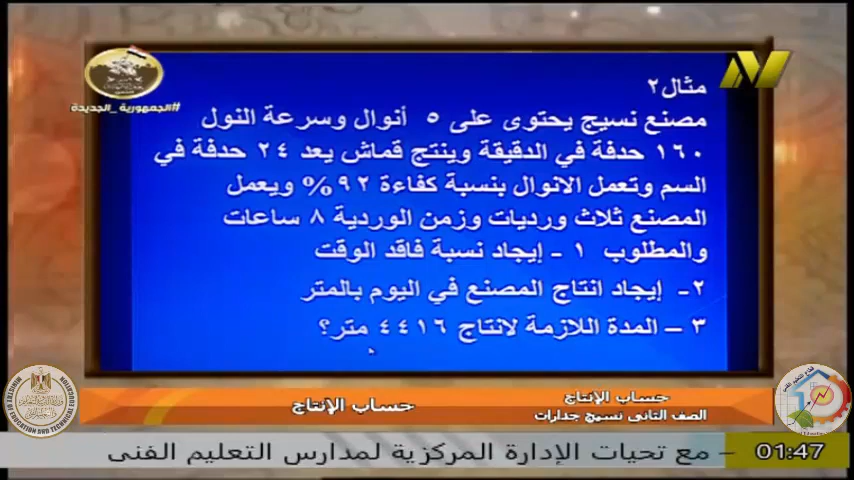 مثال ٢
مصنع نسيج يحتوى على ٥ أنوال وسرعة النول
١٦٠ حدفة في الدقيقة وينتج قماش يعد ٢٤ حدفة في
السم وتعمل الانوال بنسبة كفاءة ٩٢ % ويعمل
المصنع ثلاث ورديات وزمن الوردية ٨ ساعات
والمطلوب ١ - إيجاد نسبة فاقد الوقت
٢- إيجاد انتاج المصنع في اليوم بالمتر
٣ – المدة اللازمة لانتاج ٤٤١٦ متر؟
#الجمهورية_الجديدة
حساب الإنتاج
الصف الثانى نسيج جدارات
حساب الإنتاج
01:47
– مع تحيات الإدارة المركزية لمدارس التعليم الفنى